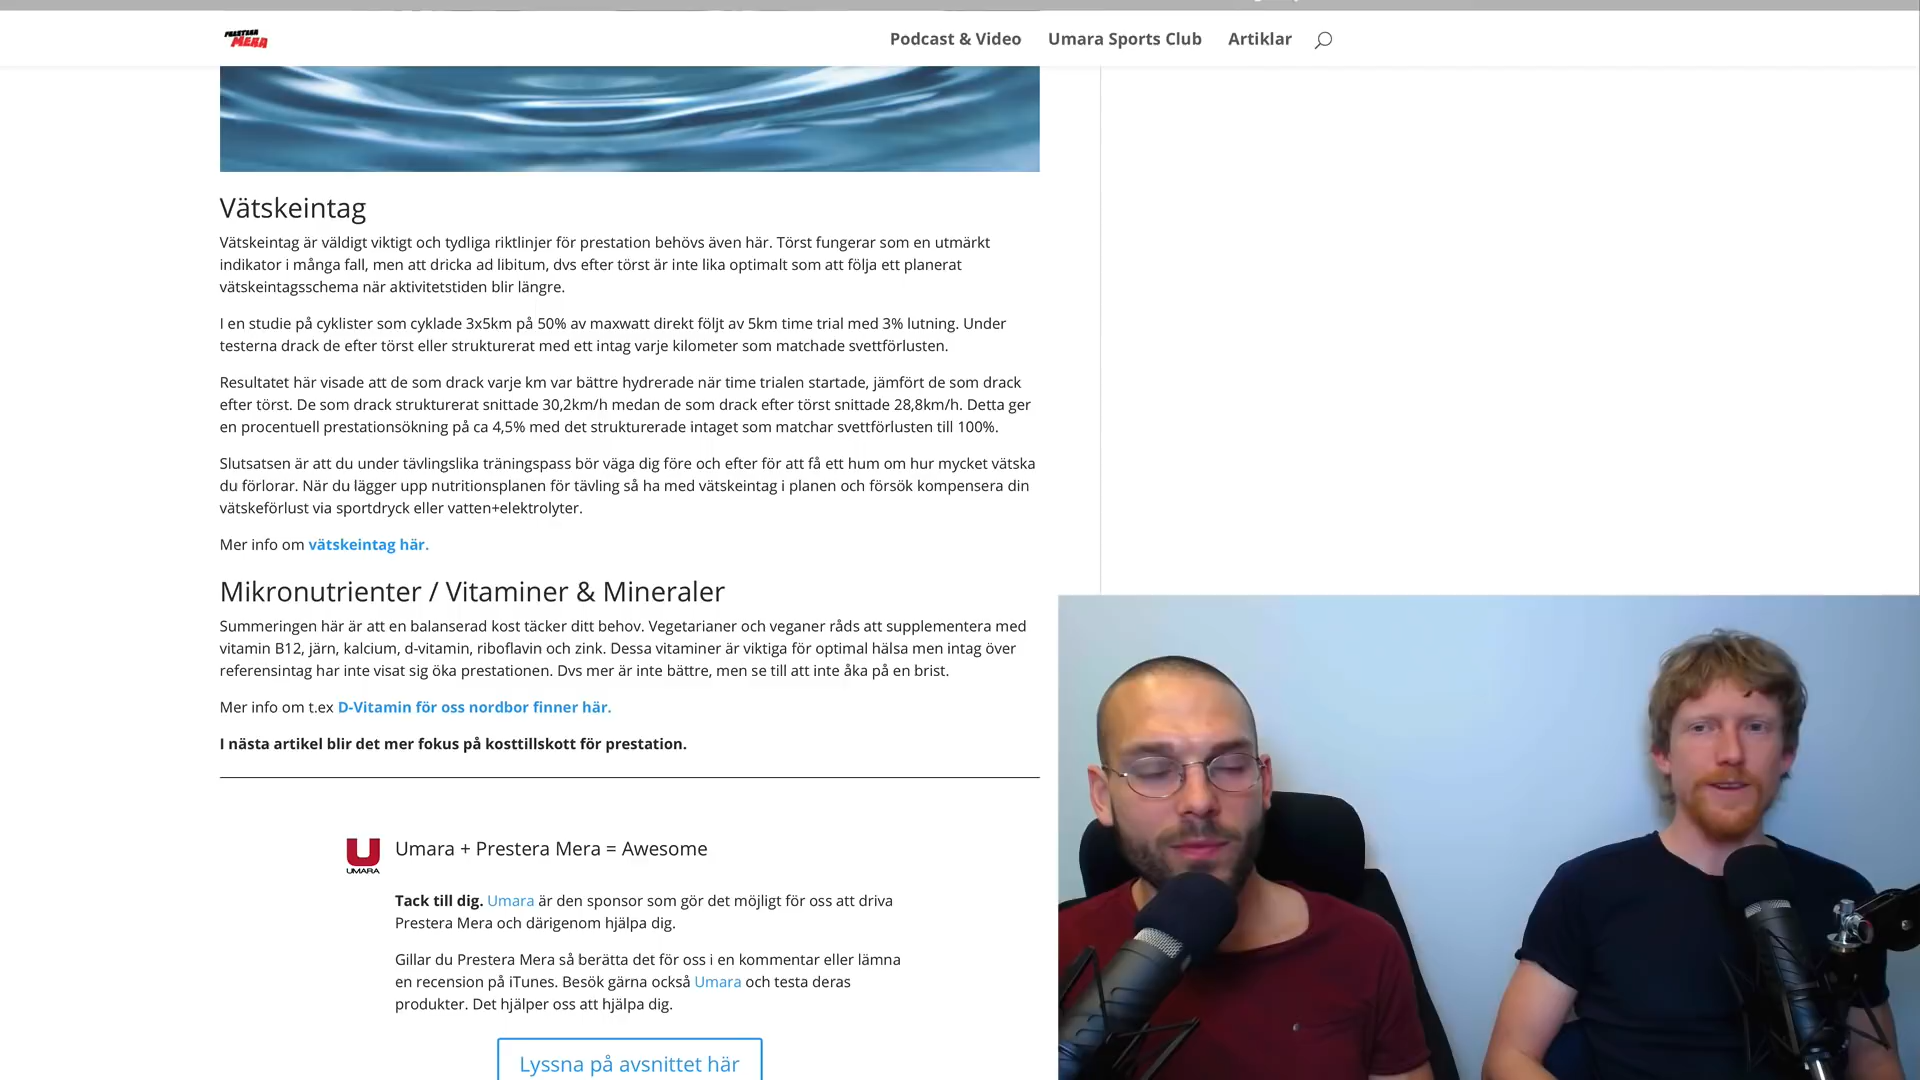 PRESTERA
MERA
Podcast & Video
Umara Sports Club
Artiklar
Vätskeintag
Vätskeintag är väldigt viktigt och tydliga riktlinjer för prestation behövs även här. Törst fungerar som en utmärkt
indikator i många fall, men att dricka ad libitum, dvs efter törst är inte lika optimalt som att följa ett planerat
vätskeintagsschema när aktivitetstiden blir längre.
I en studie på cyklister som cyklade 3x5km på 50% av maxwatt direkt följt av 5km time trial med 3% lutning. Under
testerna drack de efter törst eller strukturerat med ett intag varje kilometer som matchade svettförlusten.
Resultatet här visade att de som drack varje km var bättre hydrerade när time trialen startade, jämfört de som drack
efter törst. De som drack strukturerat snittade 30,2km/h medan de som drack efter törst snittade 28,8km/h. Detta ger
en procentuell prestationsökning på ca 4,5% med det strukturerade intaget som matchar svettförlusten till 100%.
Slutsatsen är att du under tävlingslika träningspass bör väga dig före och efter för att få ett hum om hur mycket vätska
du förlorar. När du lägger upp nutritionsplanen för tävling så ha med vätskeintag i planen och försök kompensera din
vätskeförlust via sportdryck eller vatten+elektrolyter.
Mer info om vätskeintag här.
Mikronutrienter / Vitaminer & Mineraler
Summeringen här är att en balanserad kost täcker ditt behov. Vegetarianer och veganer råds att supplementera med
vitamin B12, järn, kalcium, d-vitamin, riboflavin och zink. Dessa vitaminer är viktiga för optimal hälsa men intag över
referensintag har inte visat sig öka prestationen. Dvs mer är inte bättre, men se till att inte åka på en brist.
Mer info om t.ex D-Vitamin för oss nordbor finner här.
I nästa artikel blir det mer fokus på kosttillskott för prestation.
UMARA
Umara + Prestera Mera = Awesome
Tack till dig. Umara är den sponsor som gör det möjligt för oss att driva
Prestera Mera och därigenom hjälpa dig.
Gillar du Prestera Mera så berätta det för oss i en kommentar eller lämna
en recension på iTunes. Besök gärna också Umara och testa deras
produkter. Det hjälper oss att hjälpa dig.
Lyssna på avsnittet här